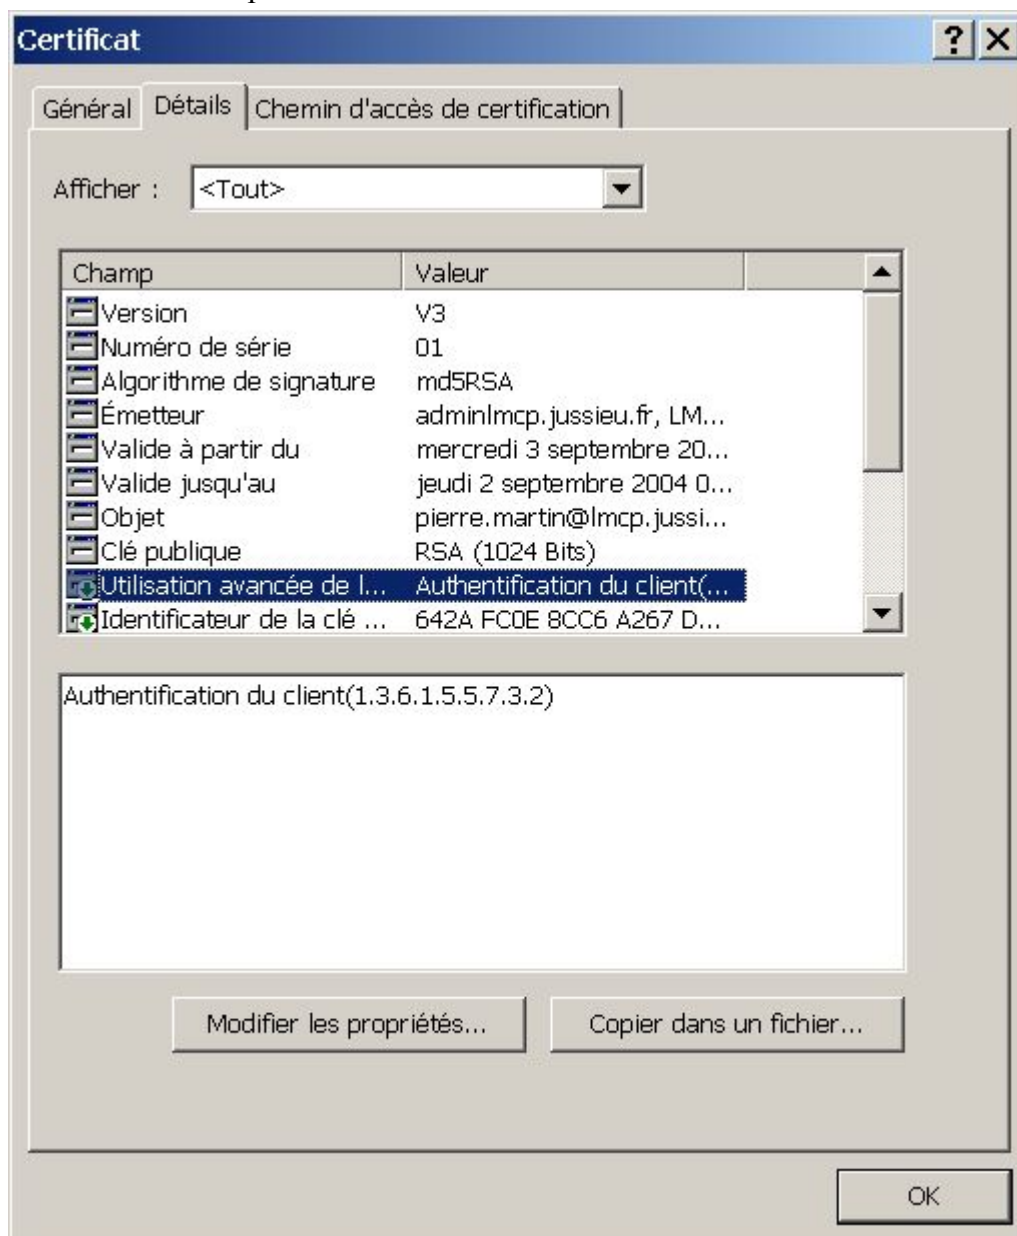 Certificat
Général Détails Chemin d'accès de certification
Afficher : <Tout>
Champ Valeur
Version V3
Numéro de série 01
Algorithme de signature md5RSA
Émetteur adminlmcp.jussieu.fr, LM...
Valide à partir du mercredi 3 septembre 20...
Valide jusqu'au jeudi 2 septembre 2004 0...
Objet pierre.martin@lmcp.jussi...
Clé publique RSA (1024 Bits)
Utilisation avancée de l... Authentification du client(...
Identificateur de la clé ... 642A FC0E 8CC6 A267 D...
Authentification du client(1.3.6.1.5.5.7.3.2)
Modifier les propriétés... Copier dans un fichier...
OK